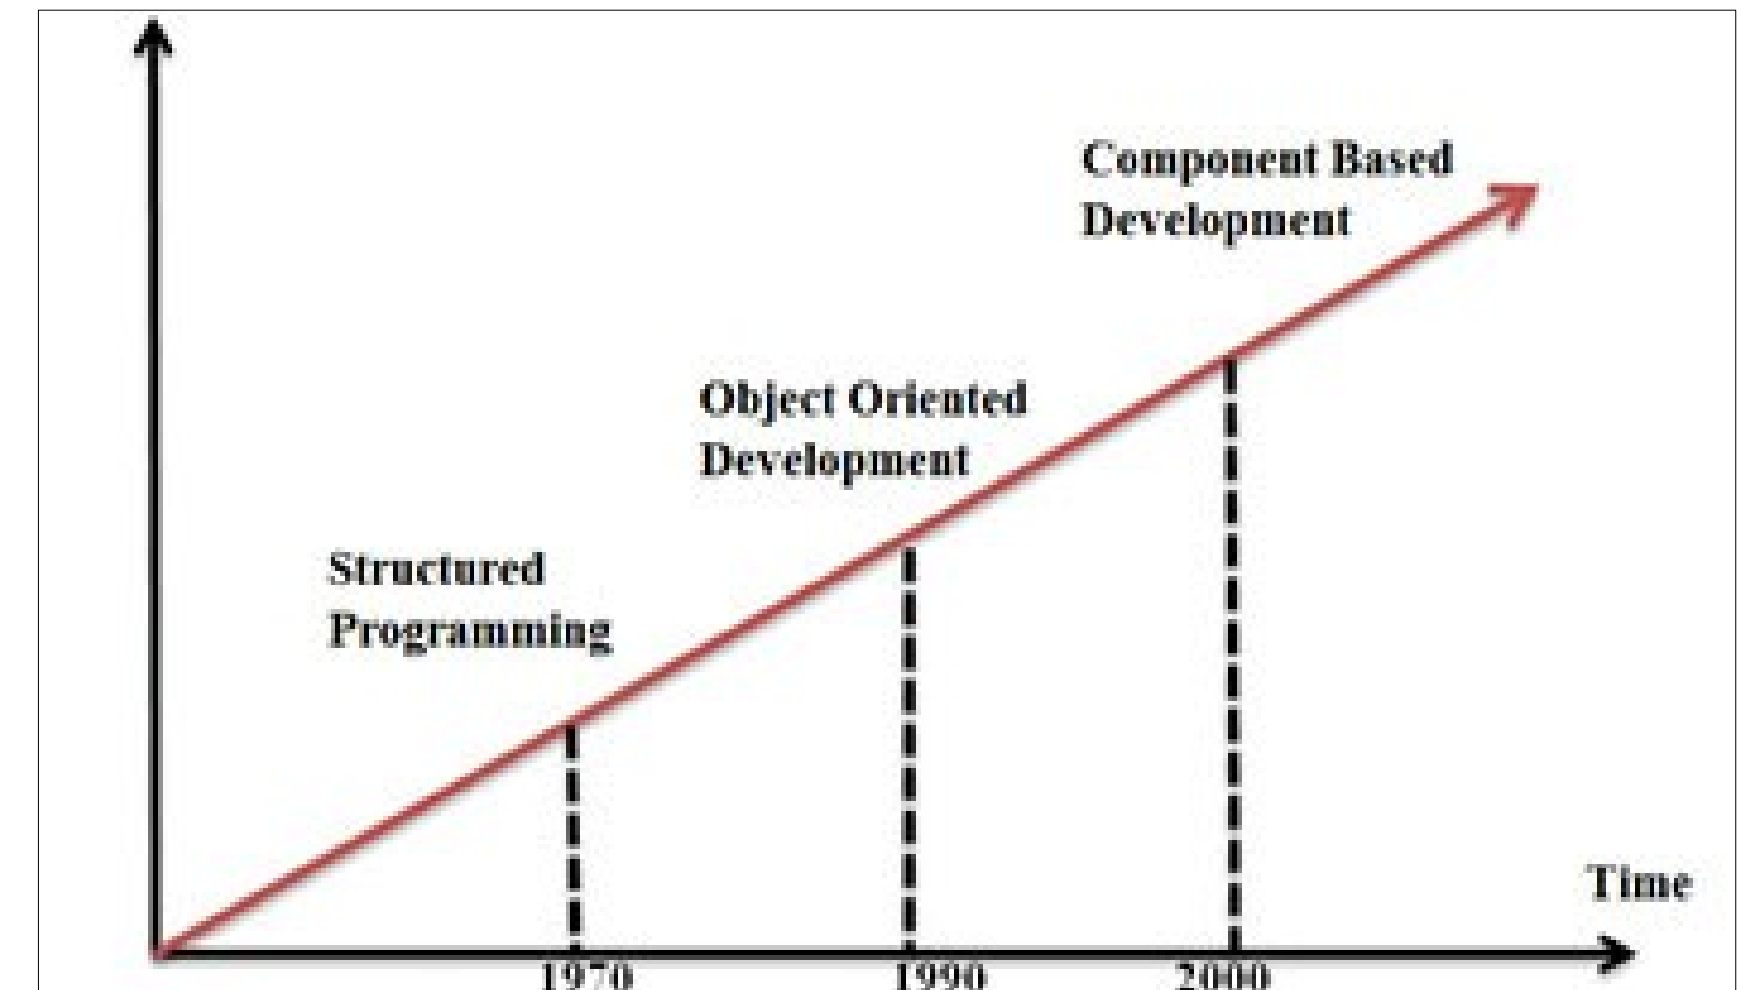 Component Based
Development
Object Oriented
Development
Structured
Programming
Time
1970
1990
2000